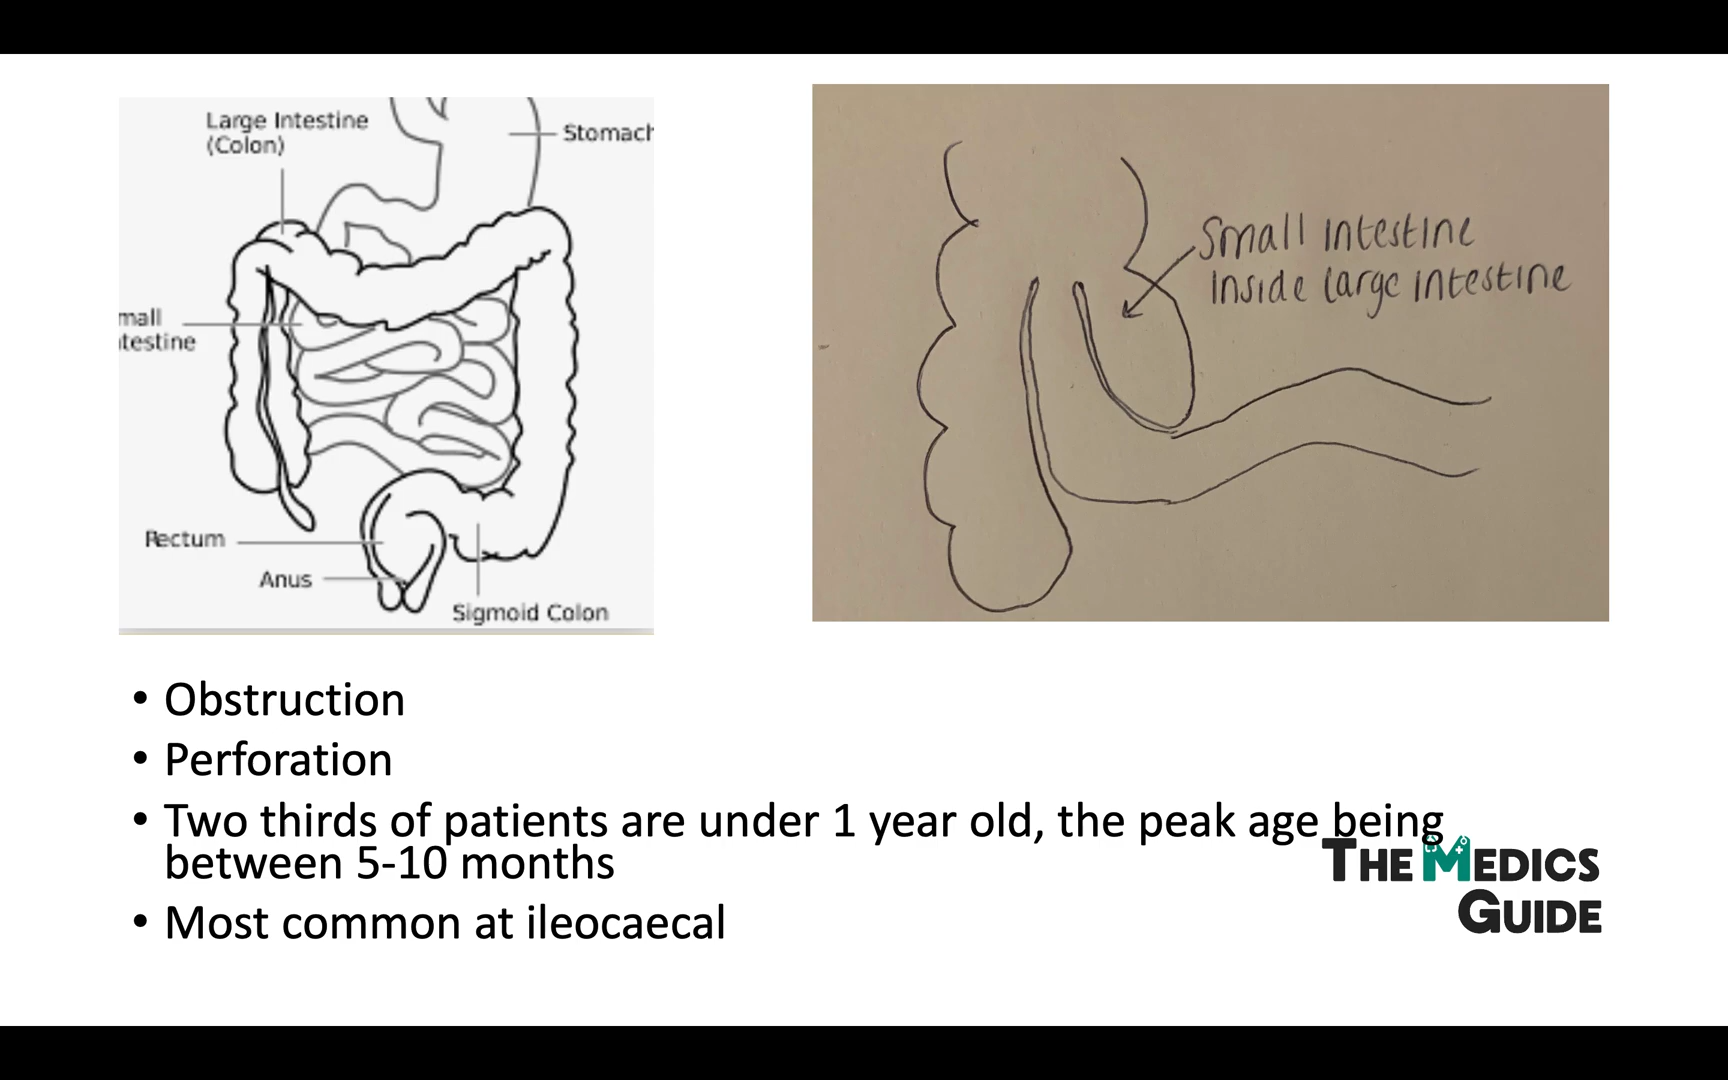 Large Intestine
(Colon)
Stomach
mall
testine
Rectum
Anus
Sigmoid Colon
Small intestine
Inside large intestine
• Obstruction
• Perforation
• Two thirds of patients are under 1 year old, the peak age being
between 5-10 months
• Most common at ileocaecal
THE MEDICS
GUIDE